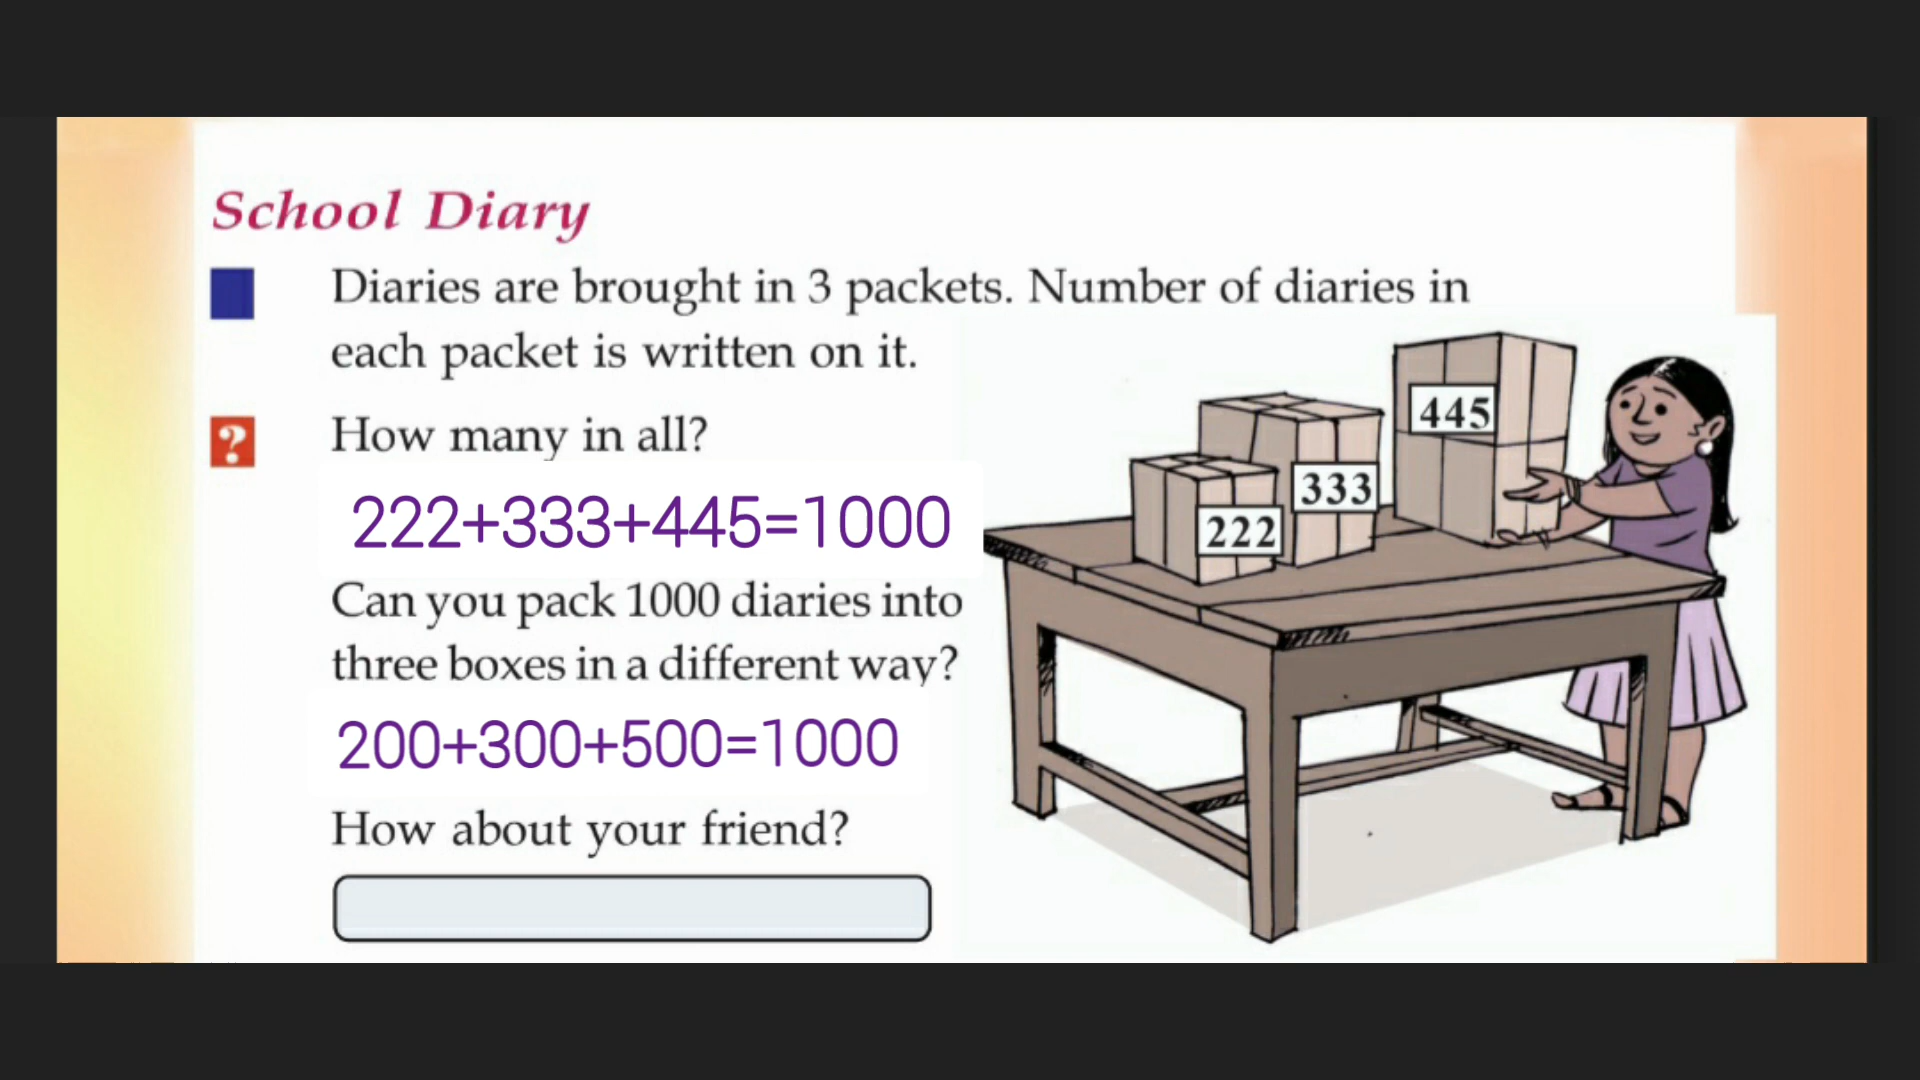 School Diary
Diaries are brought in 3 packets. Number of diaries in
each packet is written on it.
?
How many in all?
222+333+445=1000
Can you pack 1000 diaries into
three boxes in a different way?
200+300+500=1000
How about your friend?
445
333
222